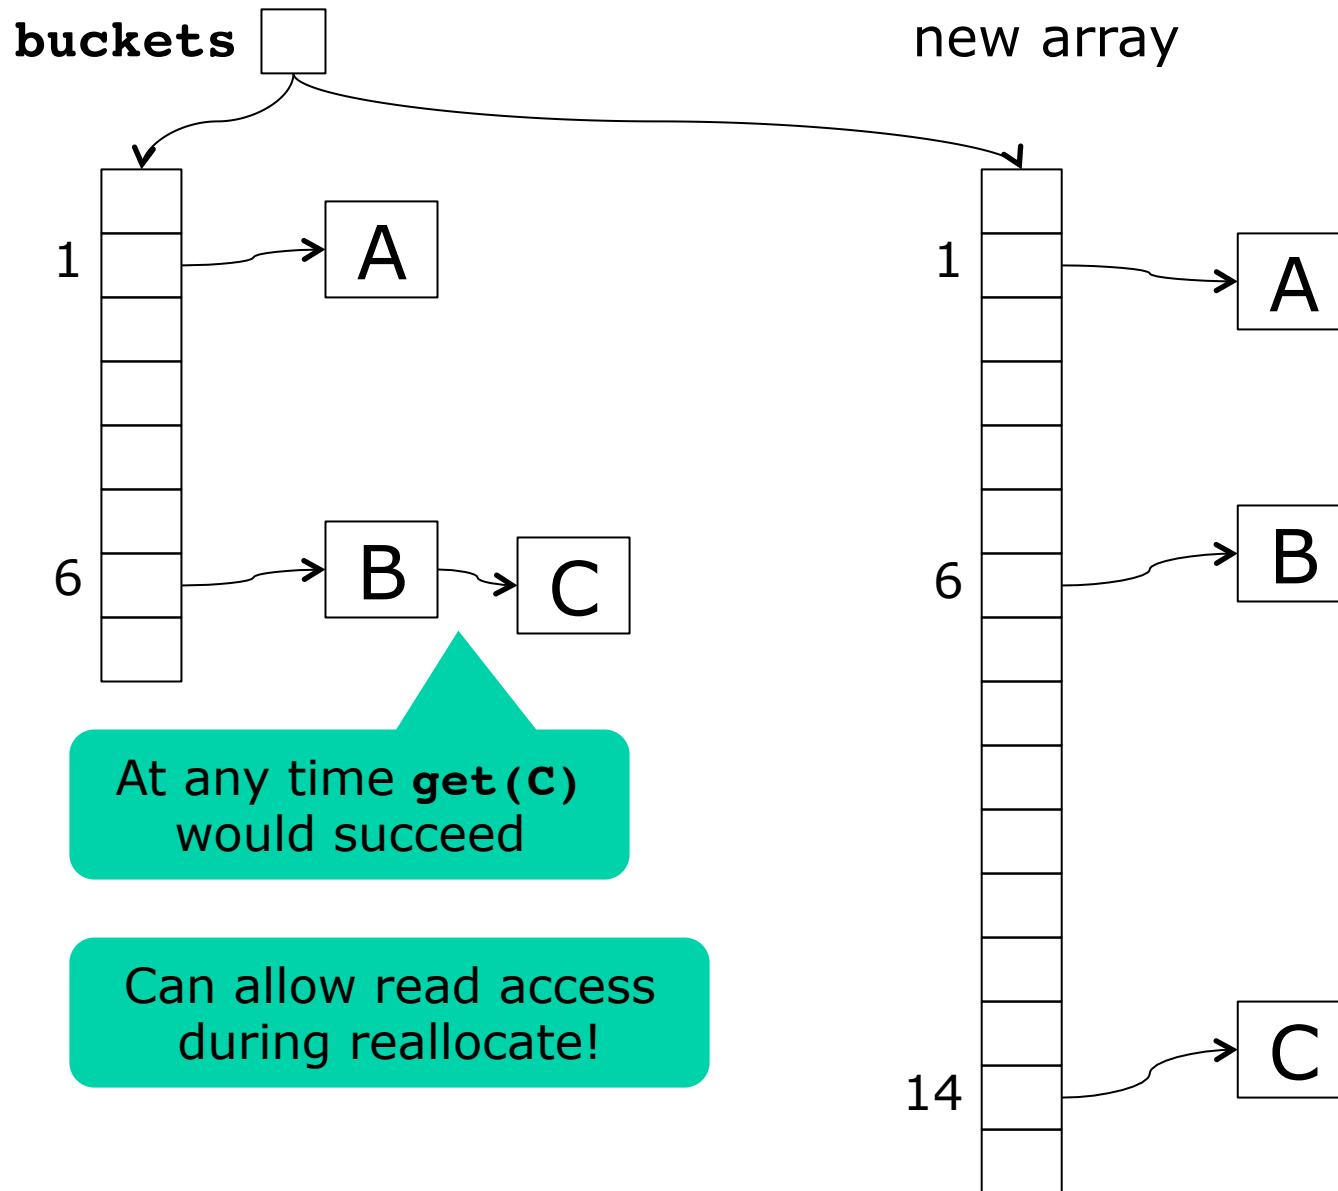 buckets
new array
1
A
1
A
6
B
C
6
B
At any time get(C)
would succeed
Can allow read access
during reallocate!
14
C